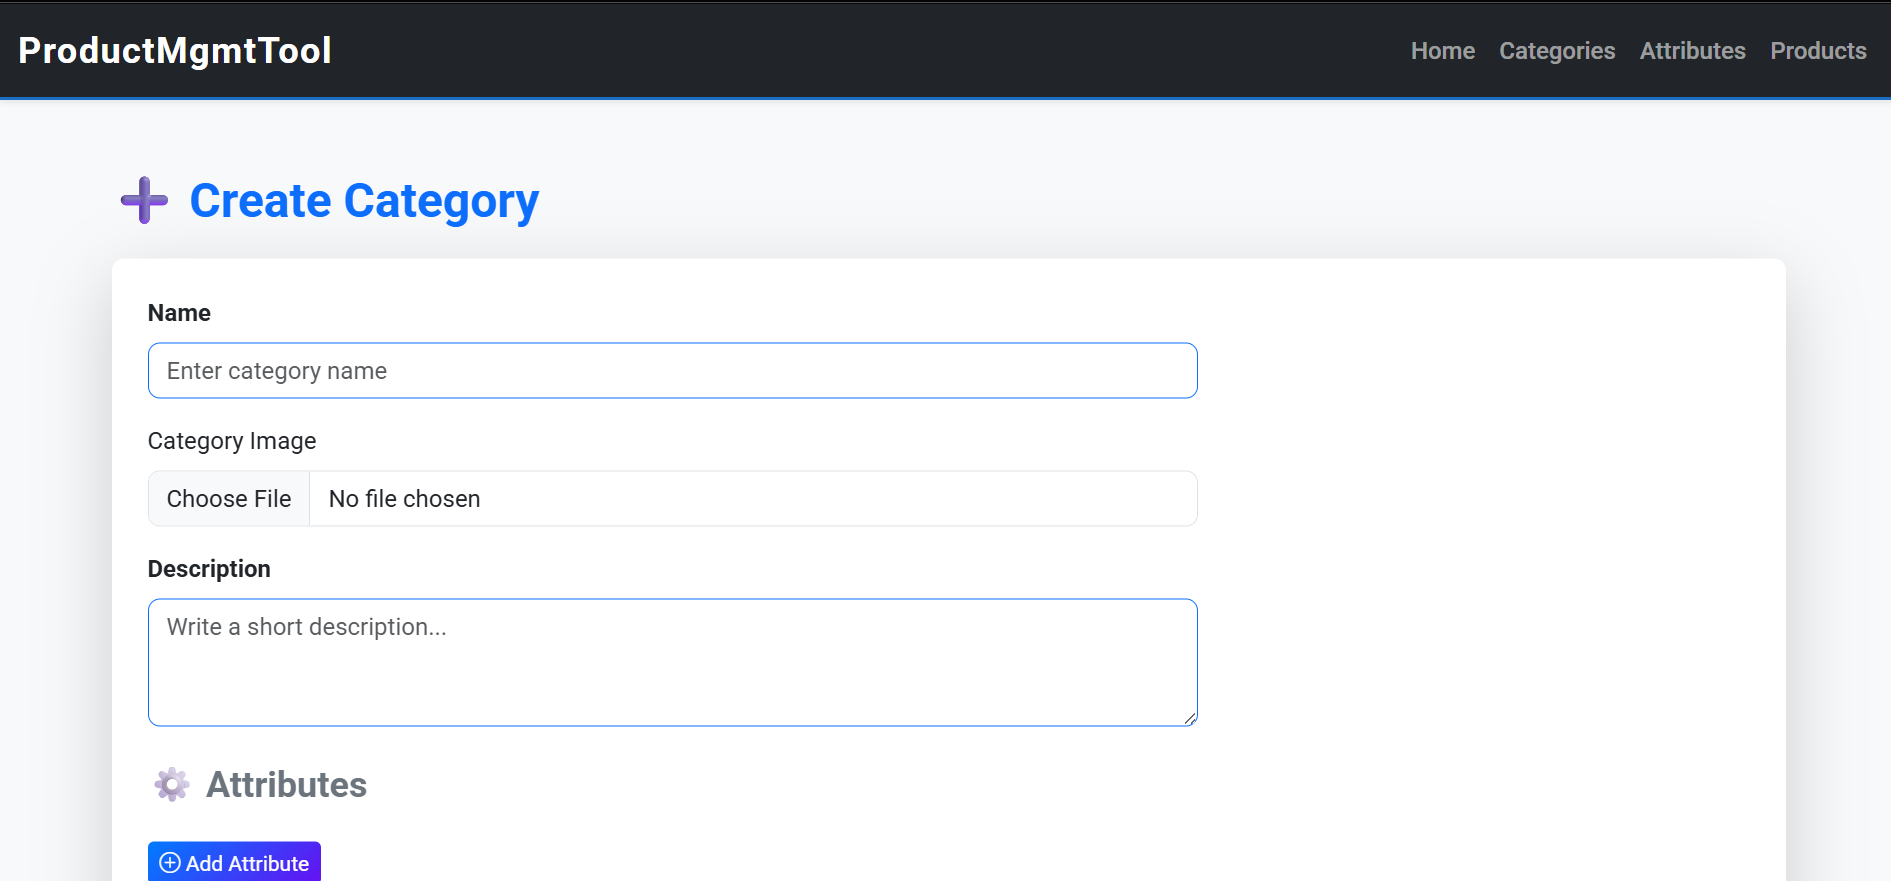 ProductMgmtTool
Home Categories Attributes Products
Create Category
Name
Enter category name
Category Image
Choose File No file chosen
Description
Write a short description...
Attributes
Add Attribute